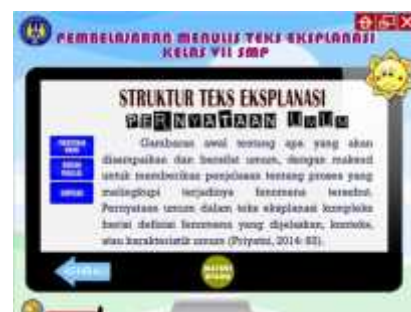 PEMBELAJARAN MENULIS TEKS EKSPLANASI
KELAS VII SMP
STRUKTUR TEKS EKSPLANASI
PERNYATAAN UMUM
Gambaran awal tentang apa yang akan
disampaikan dan bersifat umum, dengan maksud
untuk memberikan penjelasan tentang proses yang
melingkupi terjadinya fenomena tersebut.
Pernyataan umum dalam teks eksplanasi kompleks
berisi definisi fenomena yang dijelaskan, konteks,
atau karakteristik umum (Priyatni, 2014: 82).